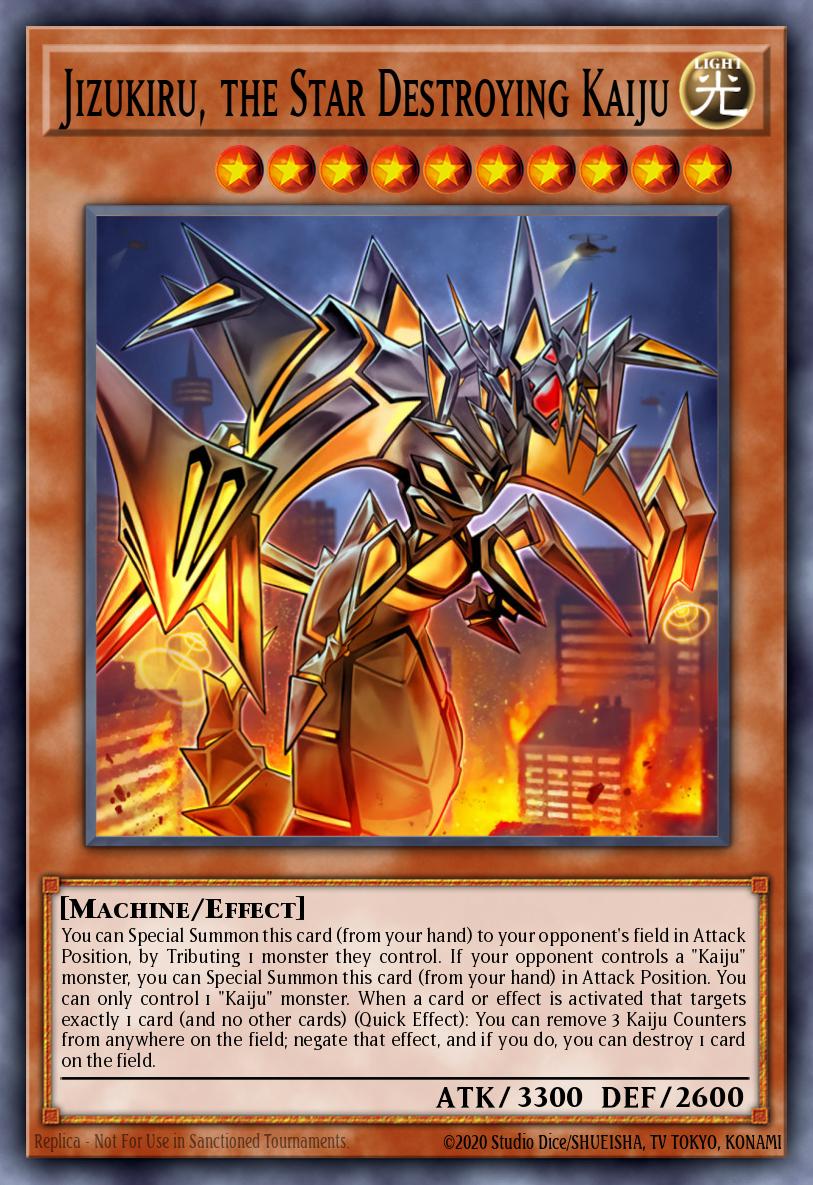 Jizukiru, the Star Destroying Kaiju
LIGHT
光
[Machine/Effect]
You can Special Summon this card (from your hand) to your opponent's field in Attack
Position, by Tributing 1 monster they control. If your opponent controls a "Kaiju"
monster, you can Special Summon this card (from your hand) in Attack Position. You
can only control 1 "Kaiju" monster. When a card or effect is activated that targets
exactly 1 card (and no other cards) (Quick Effect): You can remove 3 Kaiju Counters
from anywhere on the field; negate that effect, and if you do, you can destroy 1 card
on the field.
ATK/3300 DEF/2600
Replica - Not For Use in Sanctioned Tournaments.
©2020 Studio Dice/SHUEISHA, TV TOKYO, KONAMI